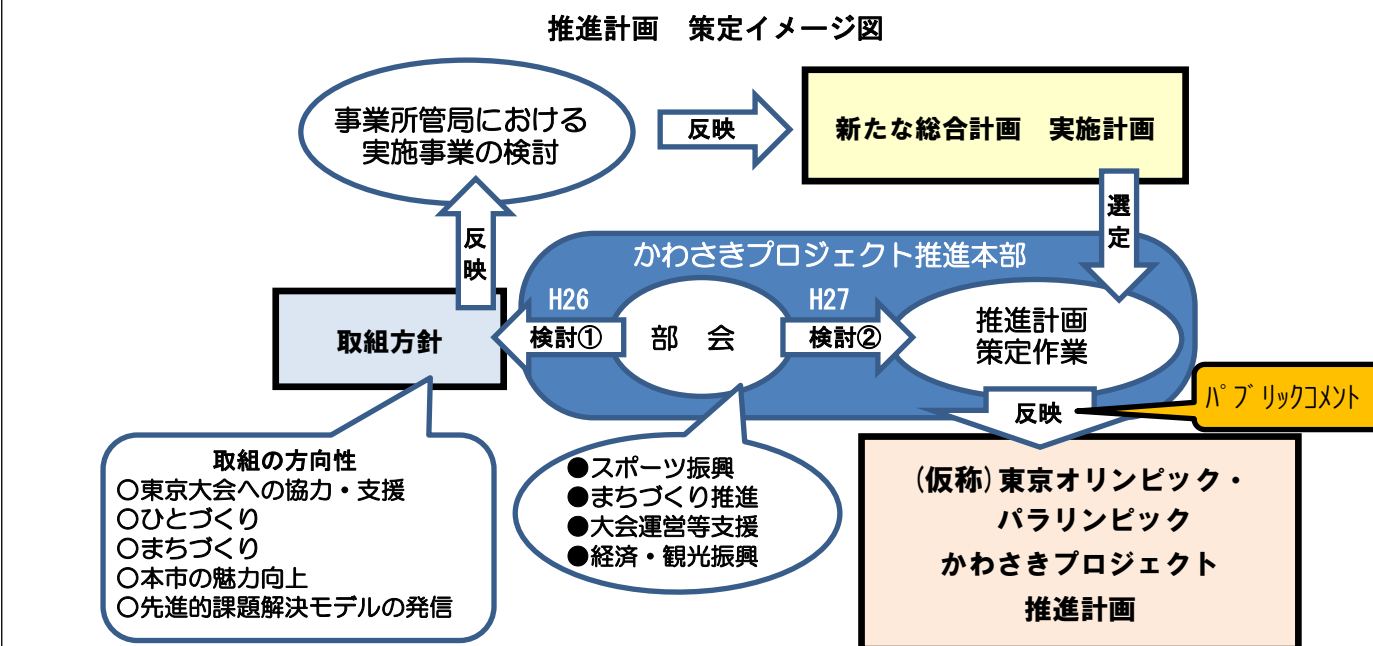 推進計画　策定イメージ図
事業所管局における
実施事業の検討
反映
新たな総合計画　実施計画
選
定
反
映
かわさきプロジェクト推進本部
H26
H27
取組方針
検討①
部　会
検討②
推進計画
策定作業
反映
パブリックコメント
取組の方向性
○東京大会への協力・支援
○ひとづくり
○まちづくり
○本市の魅力向上
○先進的課題解決モデルの発信
●スポーツ振興
●まちづくり推進
●大会運営等支援
●経済・観光振興
(仮称)東京オリンピック・
パラリンピック
かわさきプロジェクト
推進計画